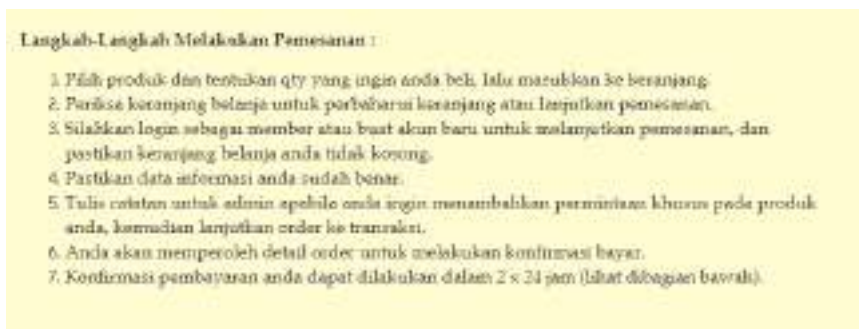 Langkah-Langkah Melakukan Pemesanan :
1. Pilih produk dan tentukan qty yang ingin anda beli, lalu masukkan ke keranjang.
2. Periksa keranjang belanja untuk perbaharui keranjang atau lanjutkan pemesanan.
3. Silahkan login sebagai member atau buat akun baru untuk melanjutkan pemesanan, dan
pastikan keranjang belanja anda tidak kosong.
4. Pastikan data informasi anda sudah benar.
5. Tulis catatan untuk admin apabila anda ingin menambahkan permintaan khusus pada produk
anda, kemudian lanjutkan order ke transaksi.
6. Anda akan memperoleh detail order untuk melakukan konfirmasi bayar.
7. Konfirmasi pembayaran anda dapat dilakukan dalam 2 x 24 jam (lihat dibagian bawah).